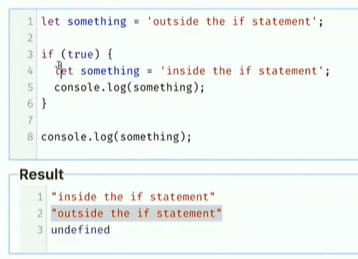 1 let something = 'outside the if statement';
2
3 if (true) {
4   let something = 'inside the if statement';
5   console.log(something);
6 }
7
8 console.log(something);
Result
1 "inside the if statement"
2 "outside the if statement"
3 undefined